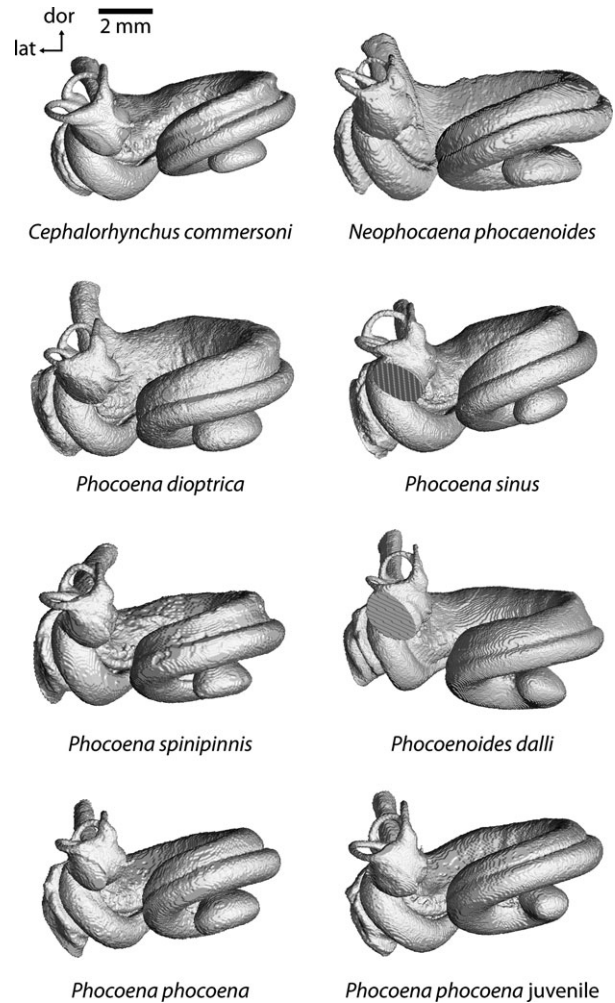 dor
2 mm
lat
Cephalorhynchus commersoni
Neophocaena phocaenoides
Phocoena dioptrica
Phocoena sinus
Phocoena spinipinnis
Phocoenoides dalli
Phocoena phocoena
Phocoena phocoena juvenile